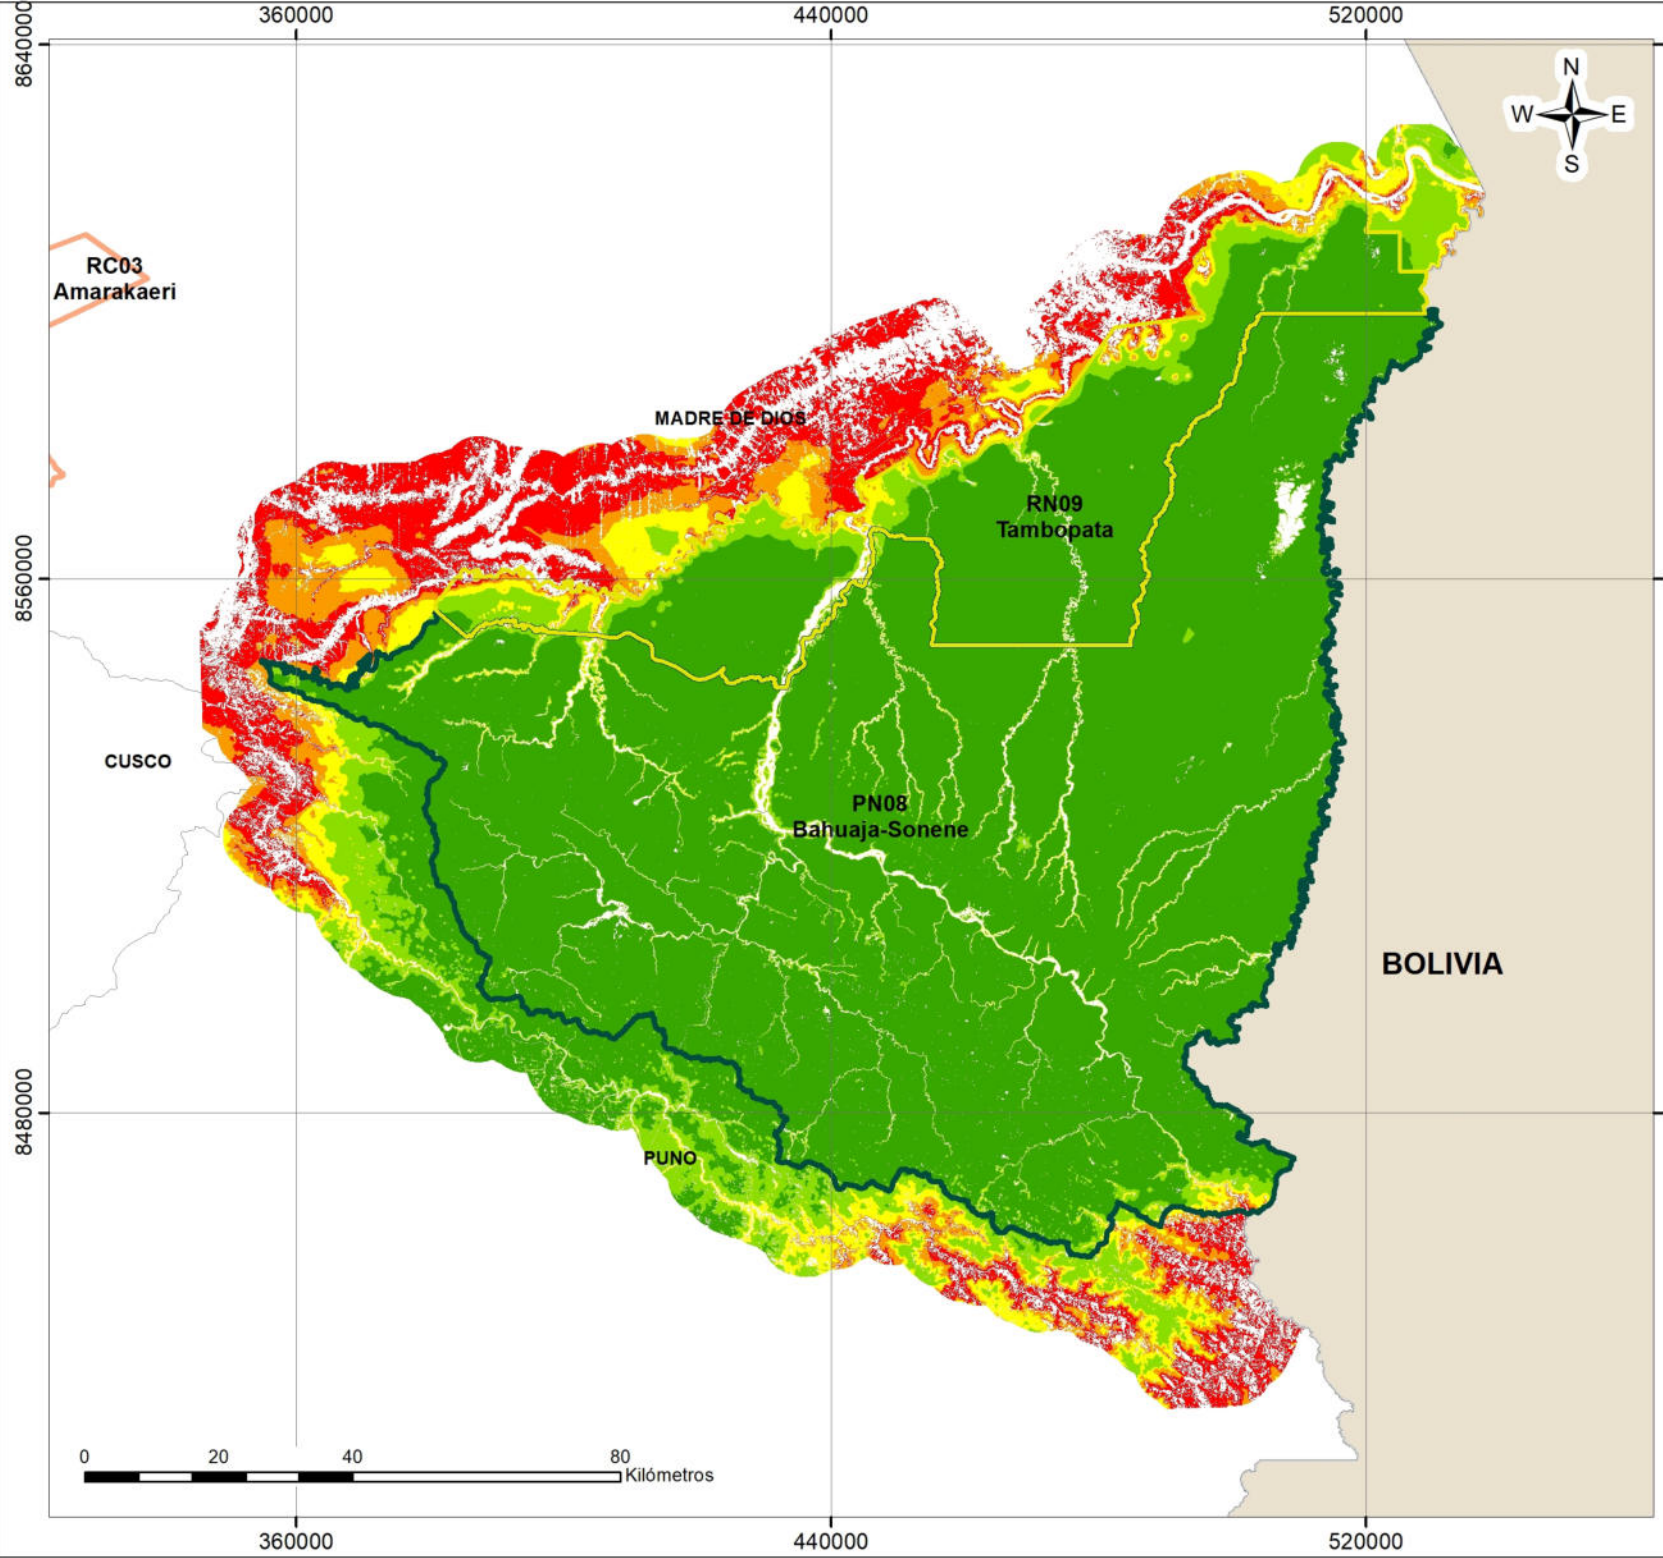 360000
440000
520000
8640000
N
W
E
S
RC03
Amarakaeri
MADRE DE DIOS
RN09
Tambopata
8560000
CUSCO
PN08
Bahuaja-Sonene
BOLIVIA
8480000
PUNO
0
20
40
80
Kilómetros
360000
440000
520000